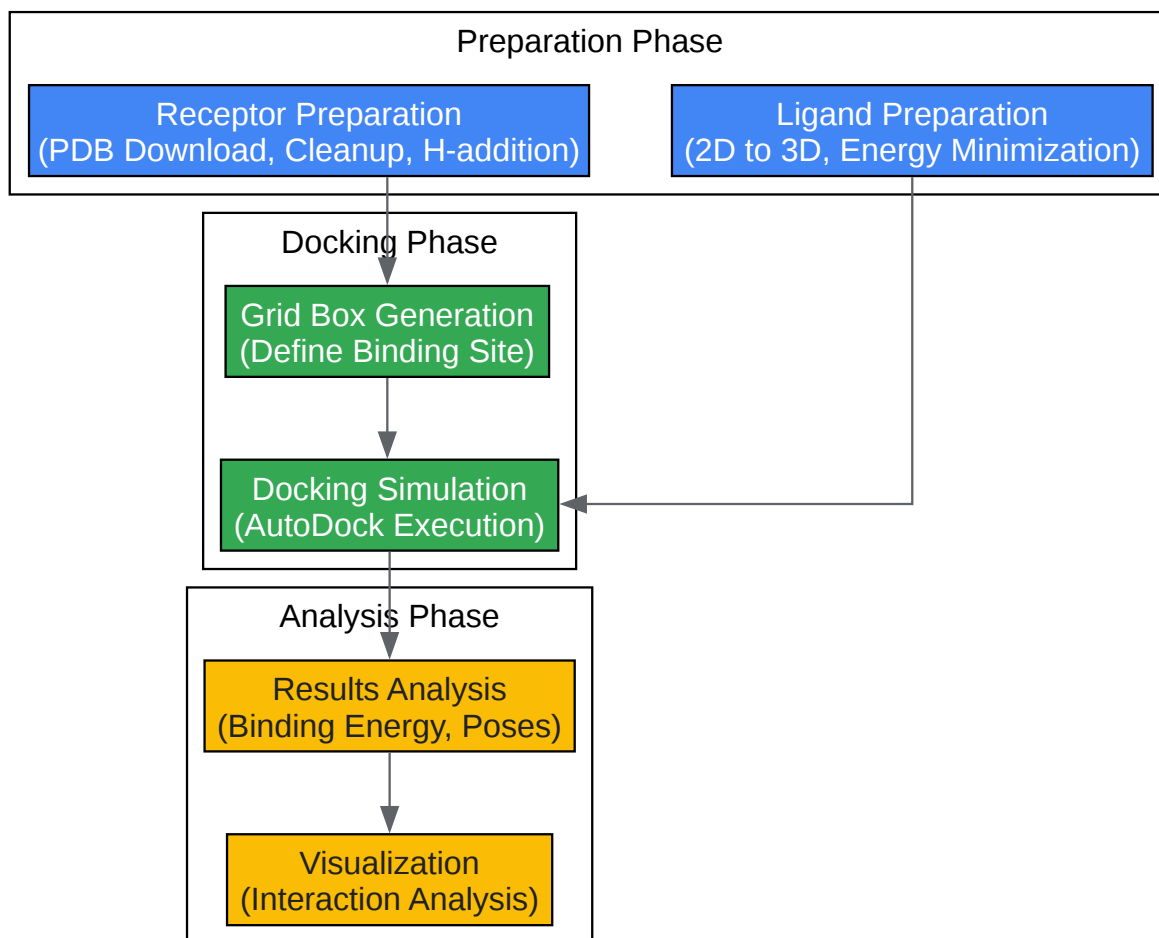 Preparation Phase
Receptor Preparation
(PDB Download, Cleanup, H-addition)
Ligand Preparation
(2D to 3D, Energy Minimization)
Docking Phase
Grid Box Generation
(Define Binding Site)
Docking Simulation
(AutoDock Execution)
Analysis Phase
Results Analysis
(Binding Energy, Poses)
Visualization
(Interaction Analysis)